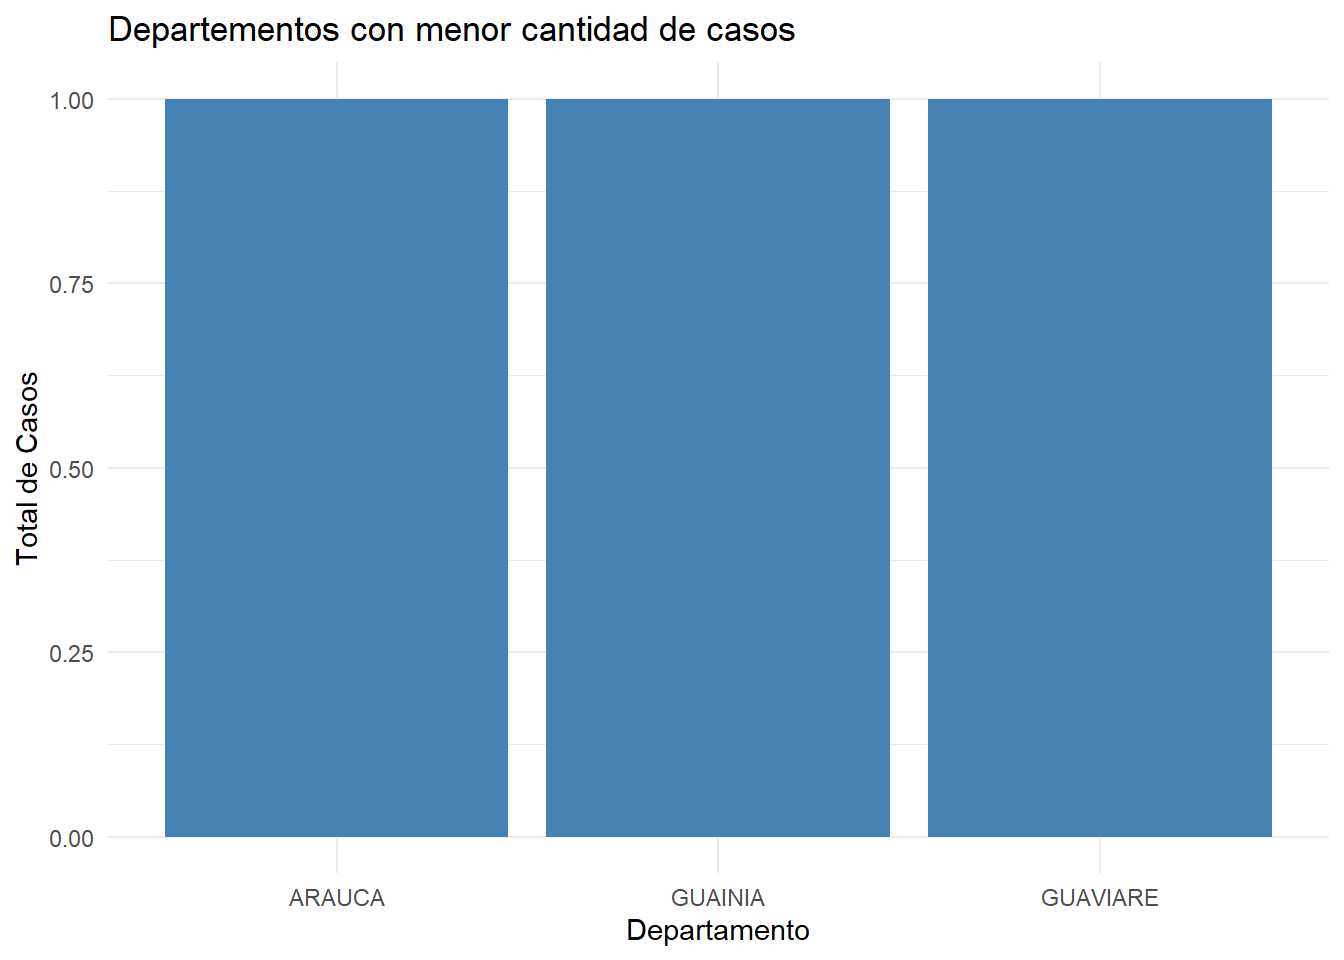 Departementos con menor cantidad de casos
1.00
0.75
0.50
0.25
0.00
Total de Casos
ARAUCA GUAINIA GUAVIARE
Departamento